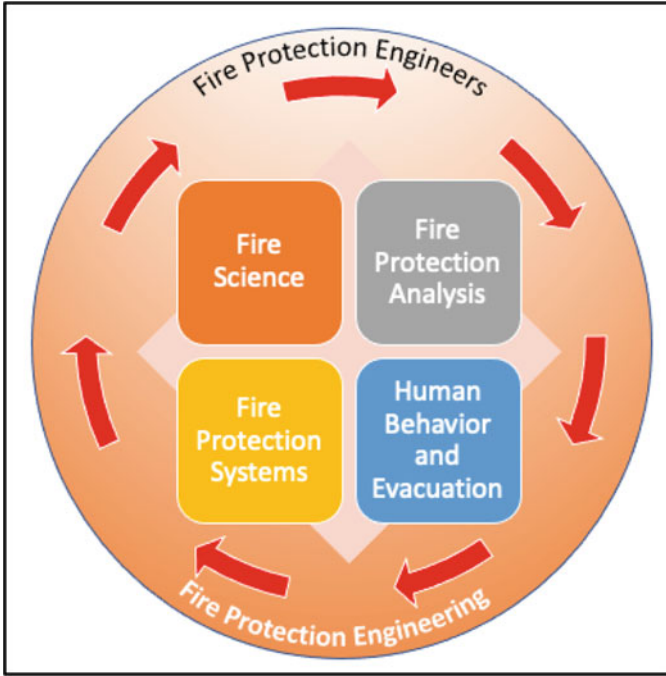 Fire Protection Engineers
Fire
Science
Fire
Protection
Analysis
Fire
Protection
Systems
Human
Behavior
and
Evacuation
Fire Protection Engineering